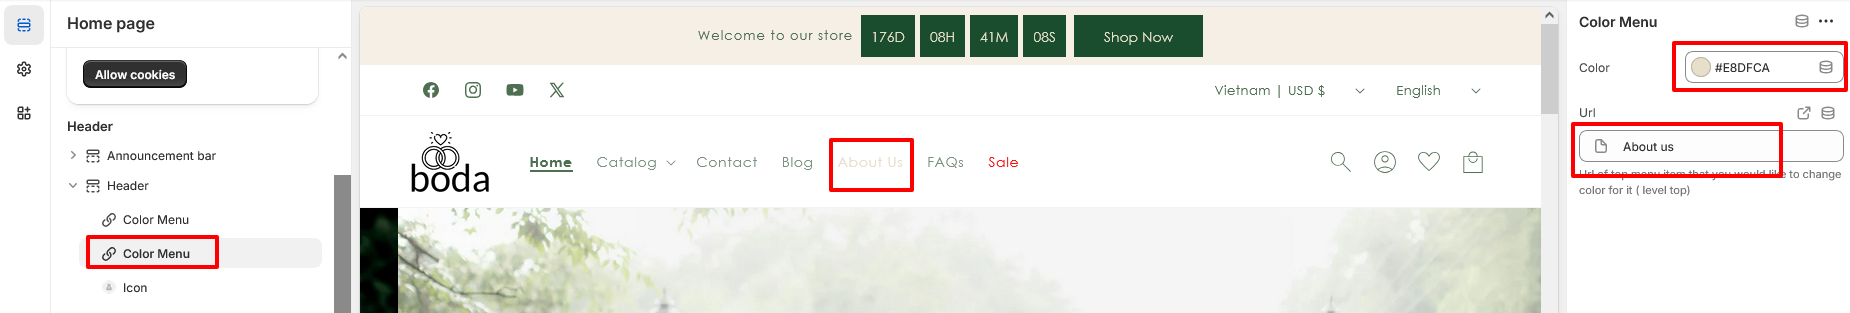 Home page
Allow cookies
Header
Announcement bar
Header
Color Menu
Color Menu
Icon
Welcome to our store 176D 08H 41M 08S Shop Now
Vietnam | USD $ English
boda
Home Catalog Contact Blog About Us FAQs Sale
Color Menu
Color #E8DFCA
Url
About us
Url of top menu item that you would like to change
color for it ( level top)